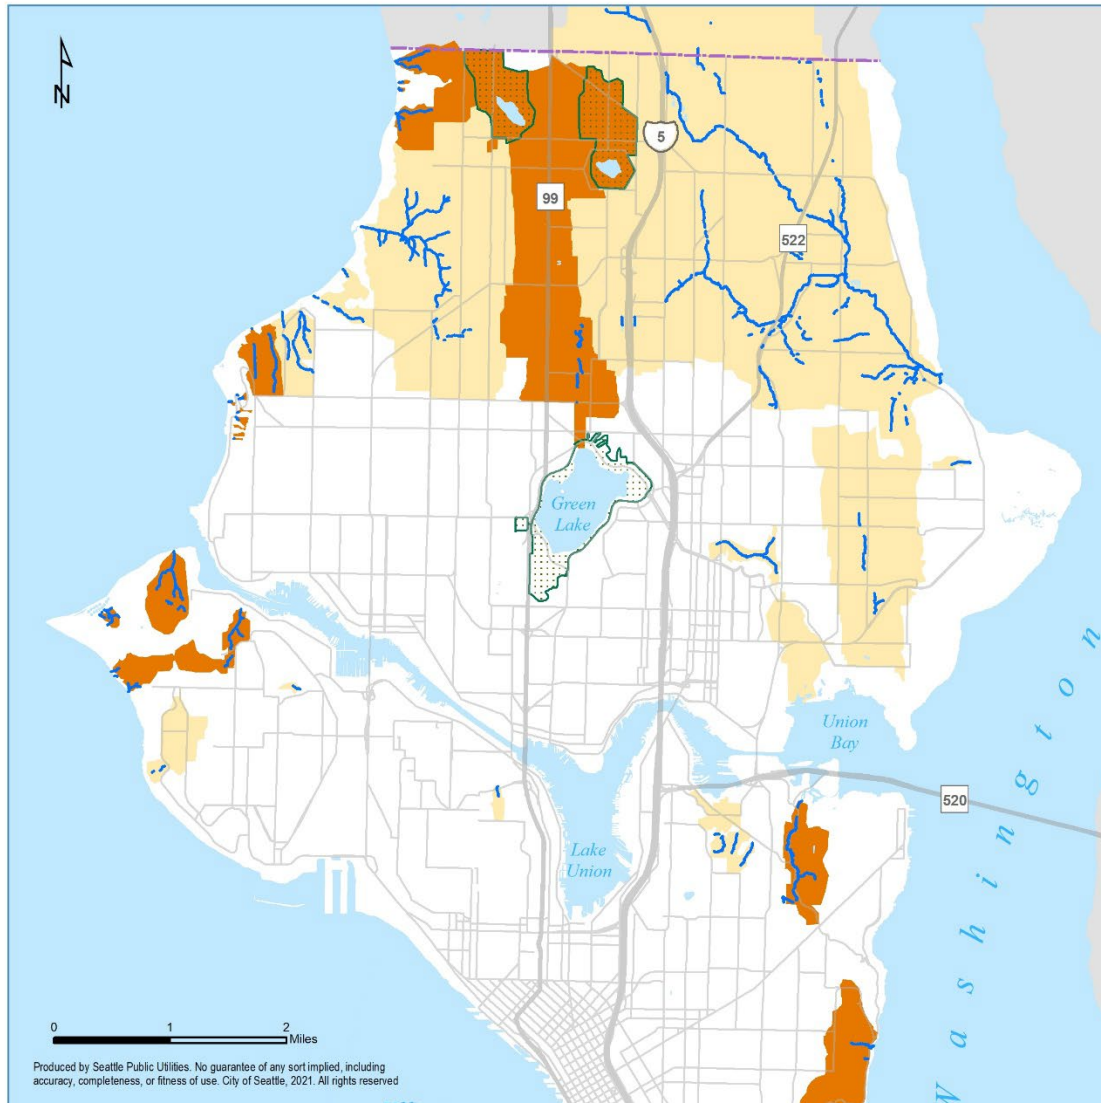 N
5
99
522
Green
Lake
Union
Bay
520
Lake
Union
Washington
0 1 2
Miles
Produced by Seattle Public Utilities. No guarantee of any sort implied, including
accuracy, completeness, or fitness of use. City of Seattle, 2021. All rights reserved